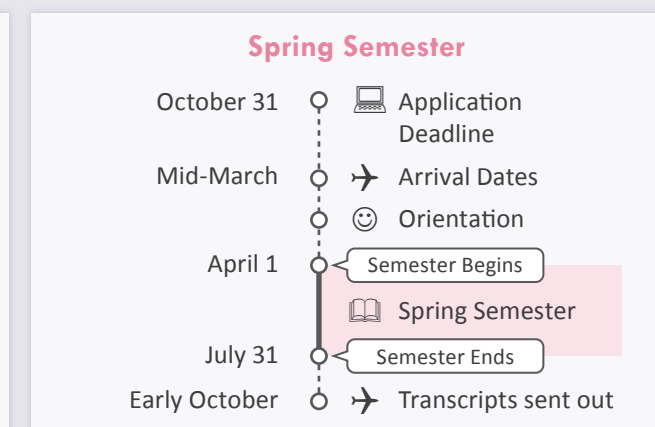 Spring Semester
October 31
Application
Deadline
Mid-March
Arrival Dates
Orientation
April 1
Semester Begins
Spring Semester
July 31
Semester Ends
Early October
Transcripts sent out